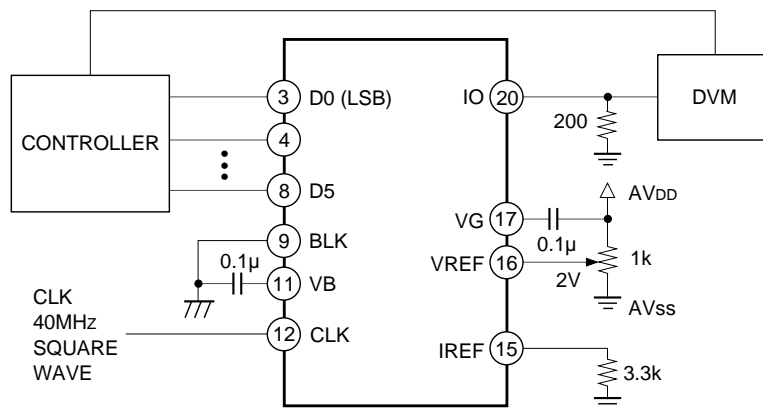 3 D0 (LSB)
IO 20
DVM
4
200
CONTROLLER
8 D5
AVDD
VG 17
9 BLK
0.1µ
0.1µ
VREF 16
1k
2V
11 VB
AVss
CLK
40MHz
SQUARE
WAVE
12 CLK
IREF 15
3.3k